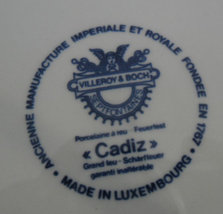 • ANCIENNE MANUFACTURE IMPERIALE ET ROYALE FONDEE EN 1767 •
VILLEROY & BOCH
SEPTFONTAINES
Porcelaine à feu Feuerfest
« Cadiz »
Grand feu - Scharffeuer
garanti inaltérable
MADE IN LUXEMBOURG